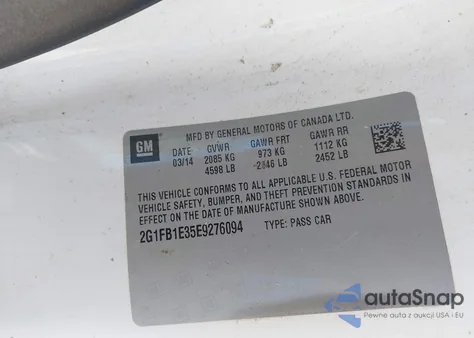 GM
MFD BY GENERAL MOTORS OF CANADA LTD.
DATE GVWR GAWR FRT GAWR RR
03/14 2085 KG 973 KG 1112 KG
4598 LB 2146 LB 2452 LB
THIS VEHICLE CONFORMS TO ALL APPLICABLE U.S. FEDERAL MOTOR
VEHICLE SAFETY, BUMPER, AND THEFT PREVENTION STANDARDS IN
EFFECT ON THE DATE OF MANUFACTURE SHOWN ABOVE.
2G1FB1E35E9276094 TYPE: PASS CAR
autoSnap
Pewne auta z aukcji USA i EU